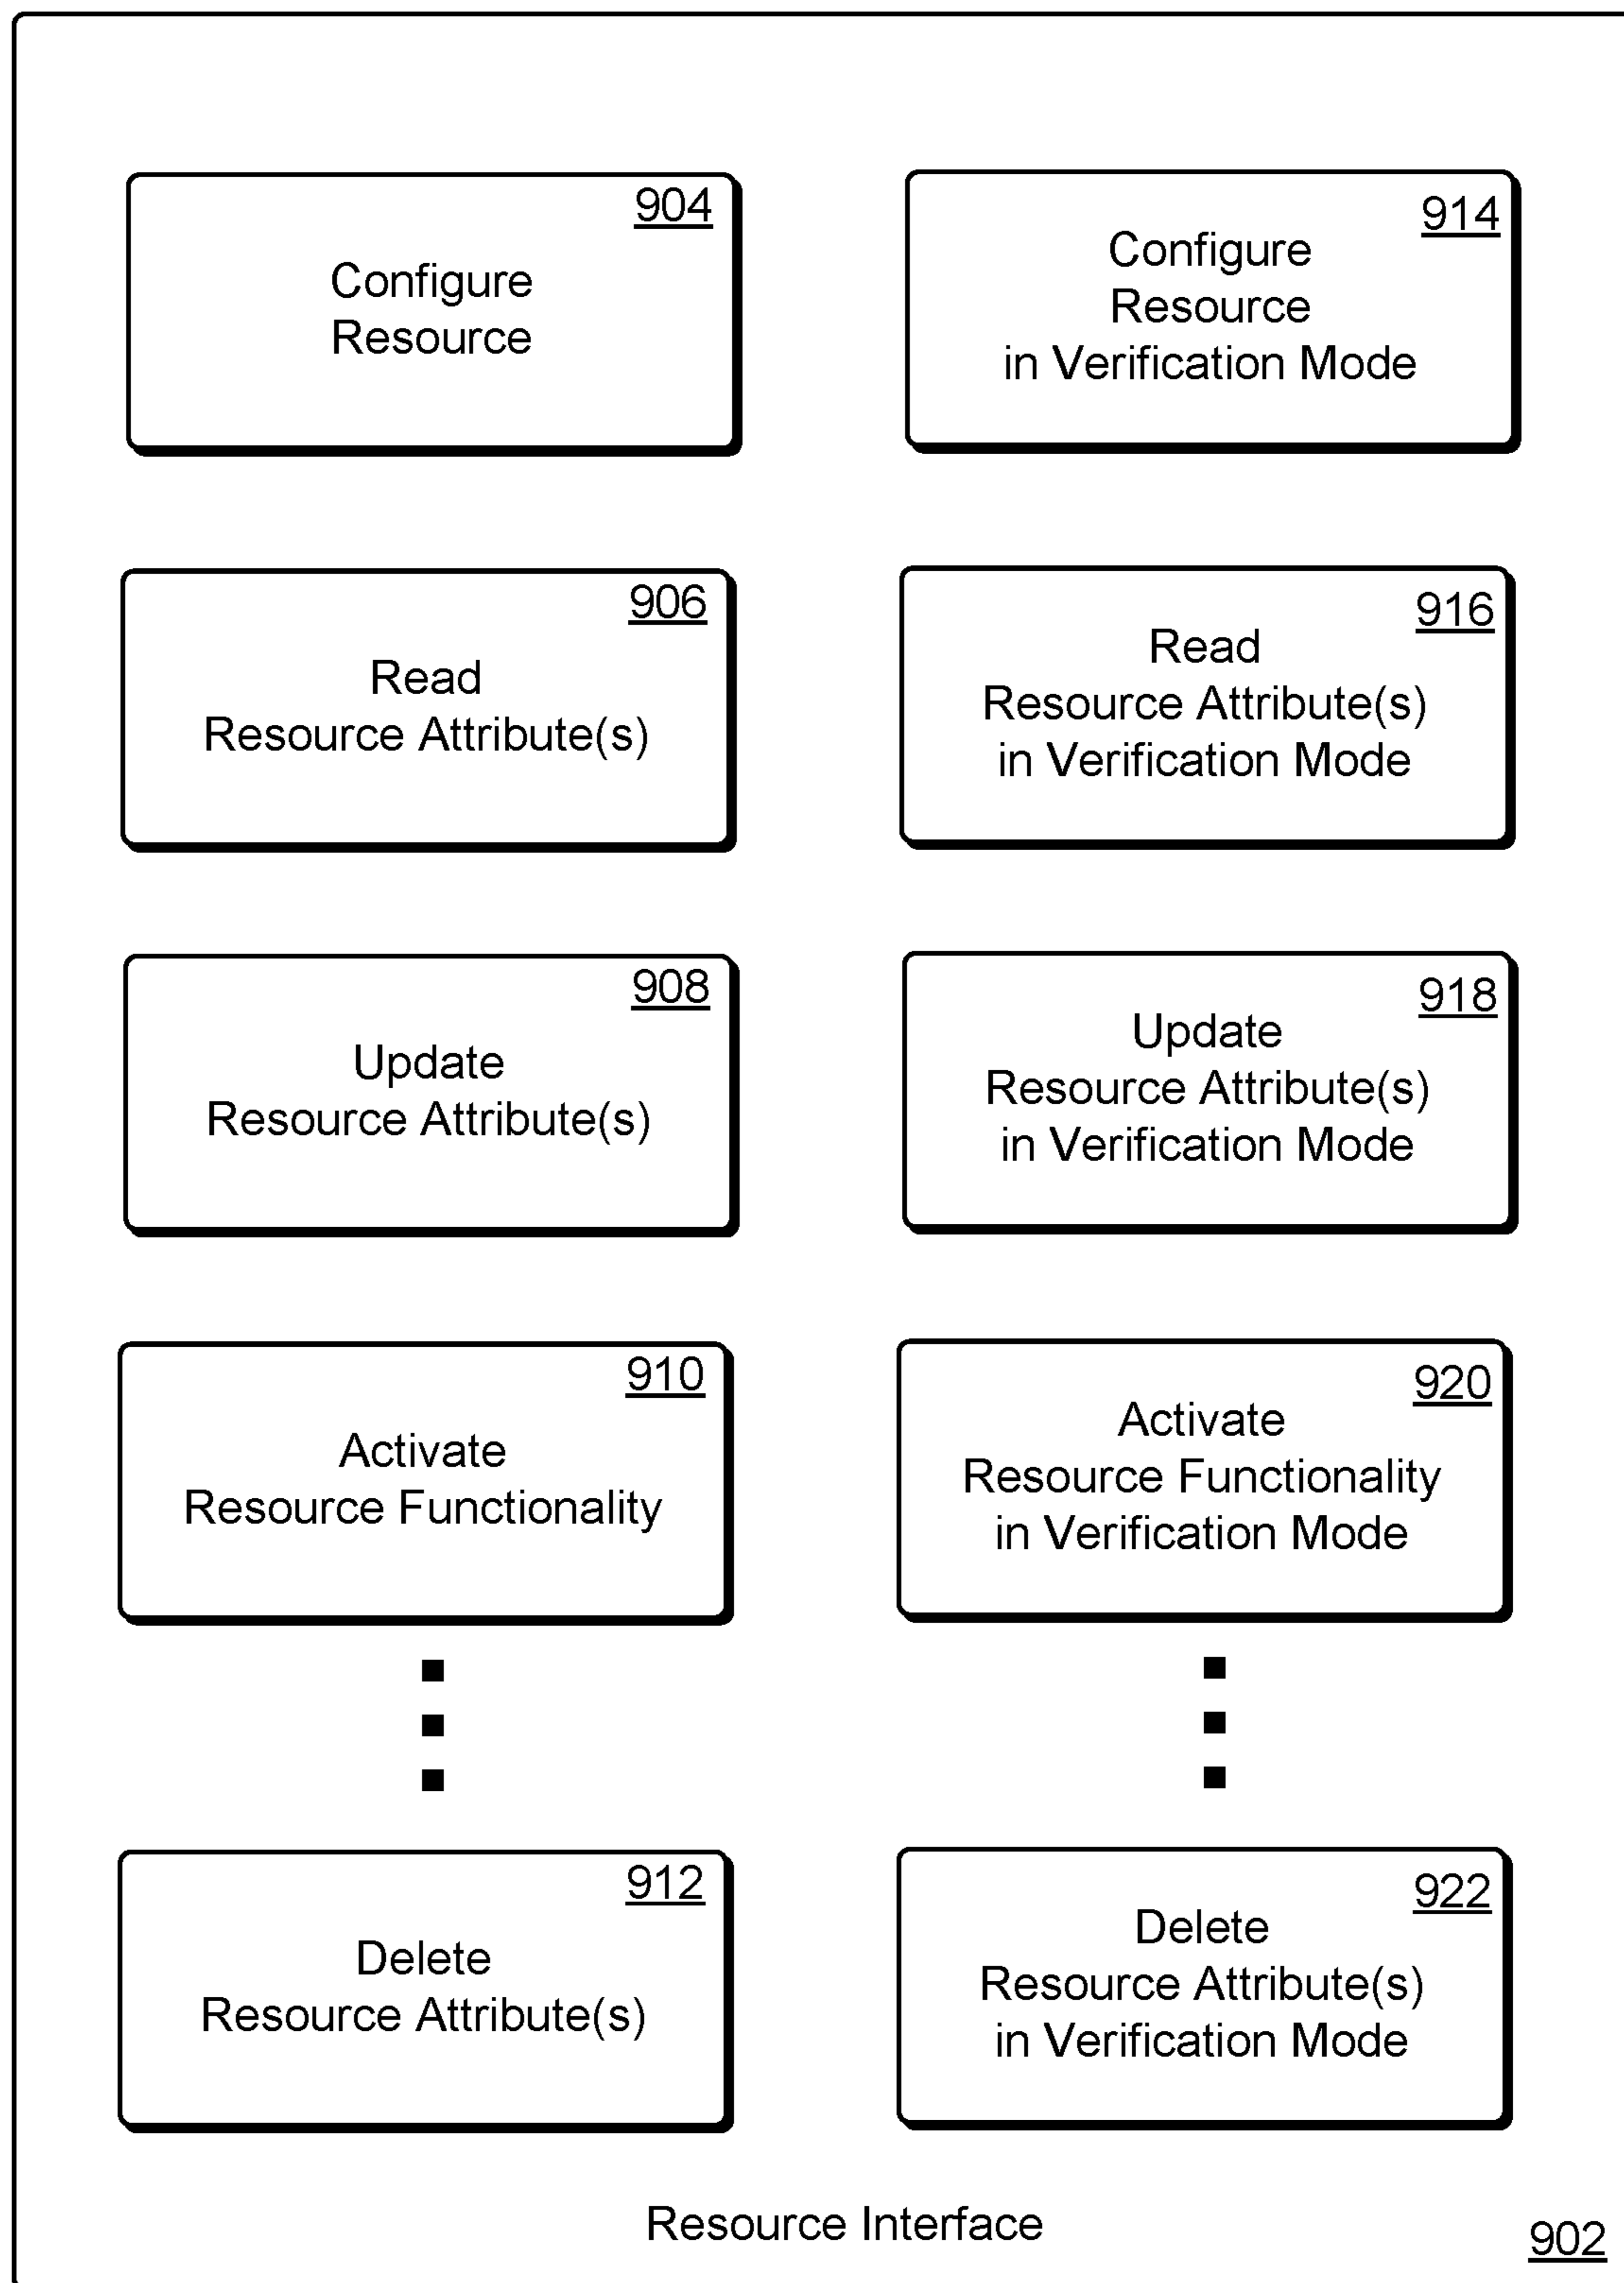 904
Configure
Resource
914
Configure
Resource
in Verification Mode
906
Read
Resource Attribute(s)
916
Read
Resource Attribute(s)
in Verification Mode
908
Update
Resource Attribute(s)
918
Update
Resource Attribute(s)
in Verification Mode
910
Activate
Resource Functionality
920
Activate
Resource Functionality
in Verification Mode
912
Delete
Resource Attribute(s)
922
Delete
Resource Attribute(s)
in Verification Mode
Resource Interface
902